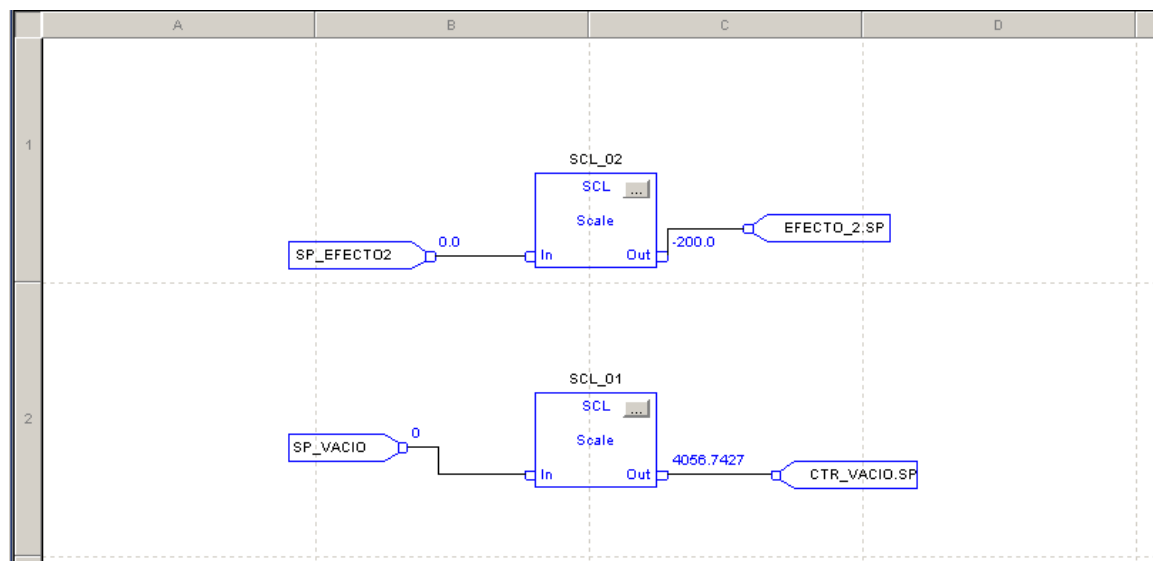 A B C D
1
SCL_02
SCL ...
Scale
EFECTO_2.SP
0.0 -200.0
SP_EFECTO2 In Out
2
SCL_01
SCL ...
Scale
0
SP_VACIO
4056.7427
In Out CTR_VACIO.SP